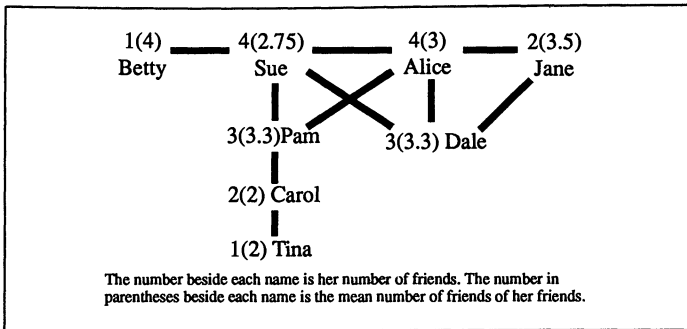 1(4) 4(2.75) 4(3) 2(3.5)
Betty Sue Alice Jane
3(3.3)Pam 3(3.3) Dale
2(2) Carol
1(2) Tina
The number beside each name is her number of friends. The number in
parentheses beside each name is the mean number of friends of her friends.